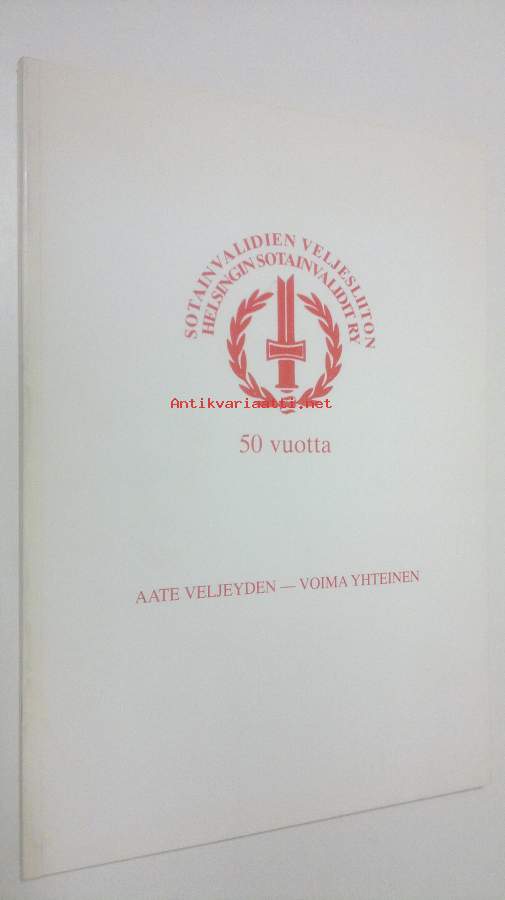 SOTAINVALIDIEN VELJESLIITON
HELSINGIN SOTAINVALIDIT RY
Antikvariaatti.net
50 vuotta
AATE VELJEYDEN — VOIMA YHTEINEN